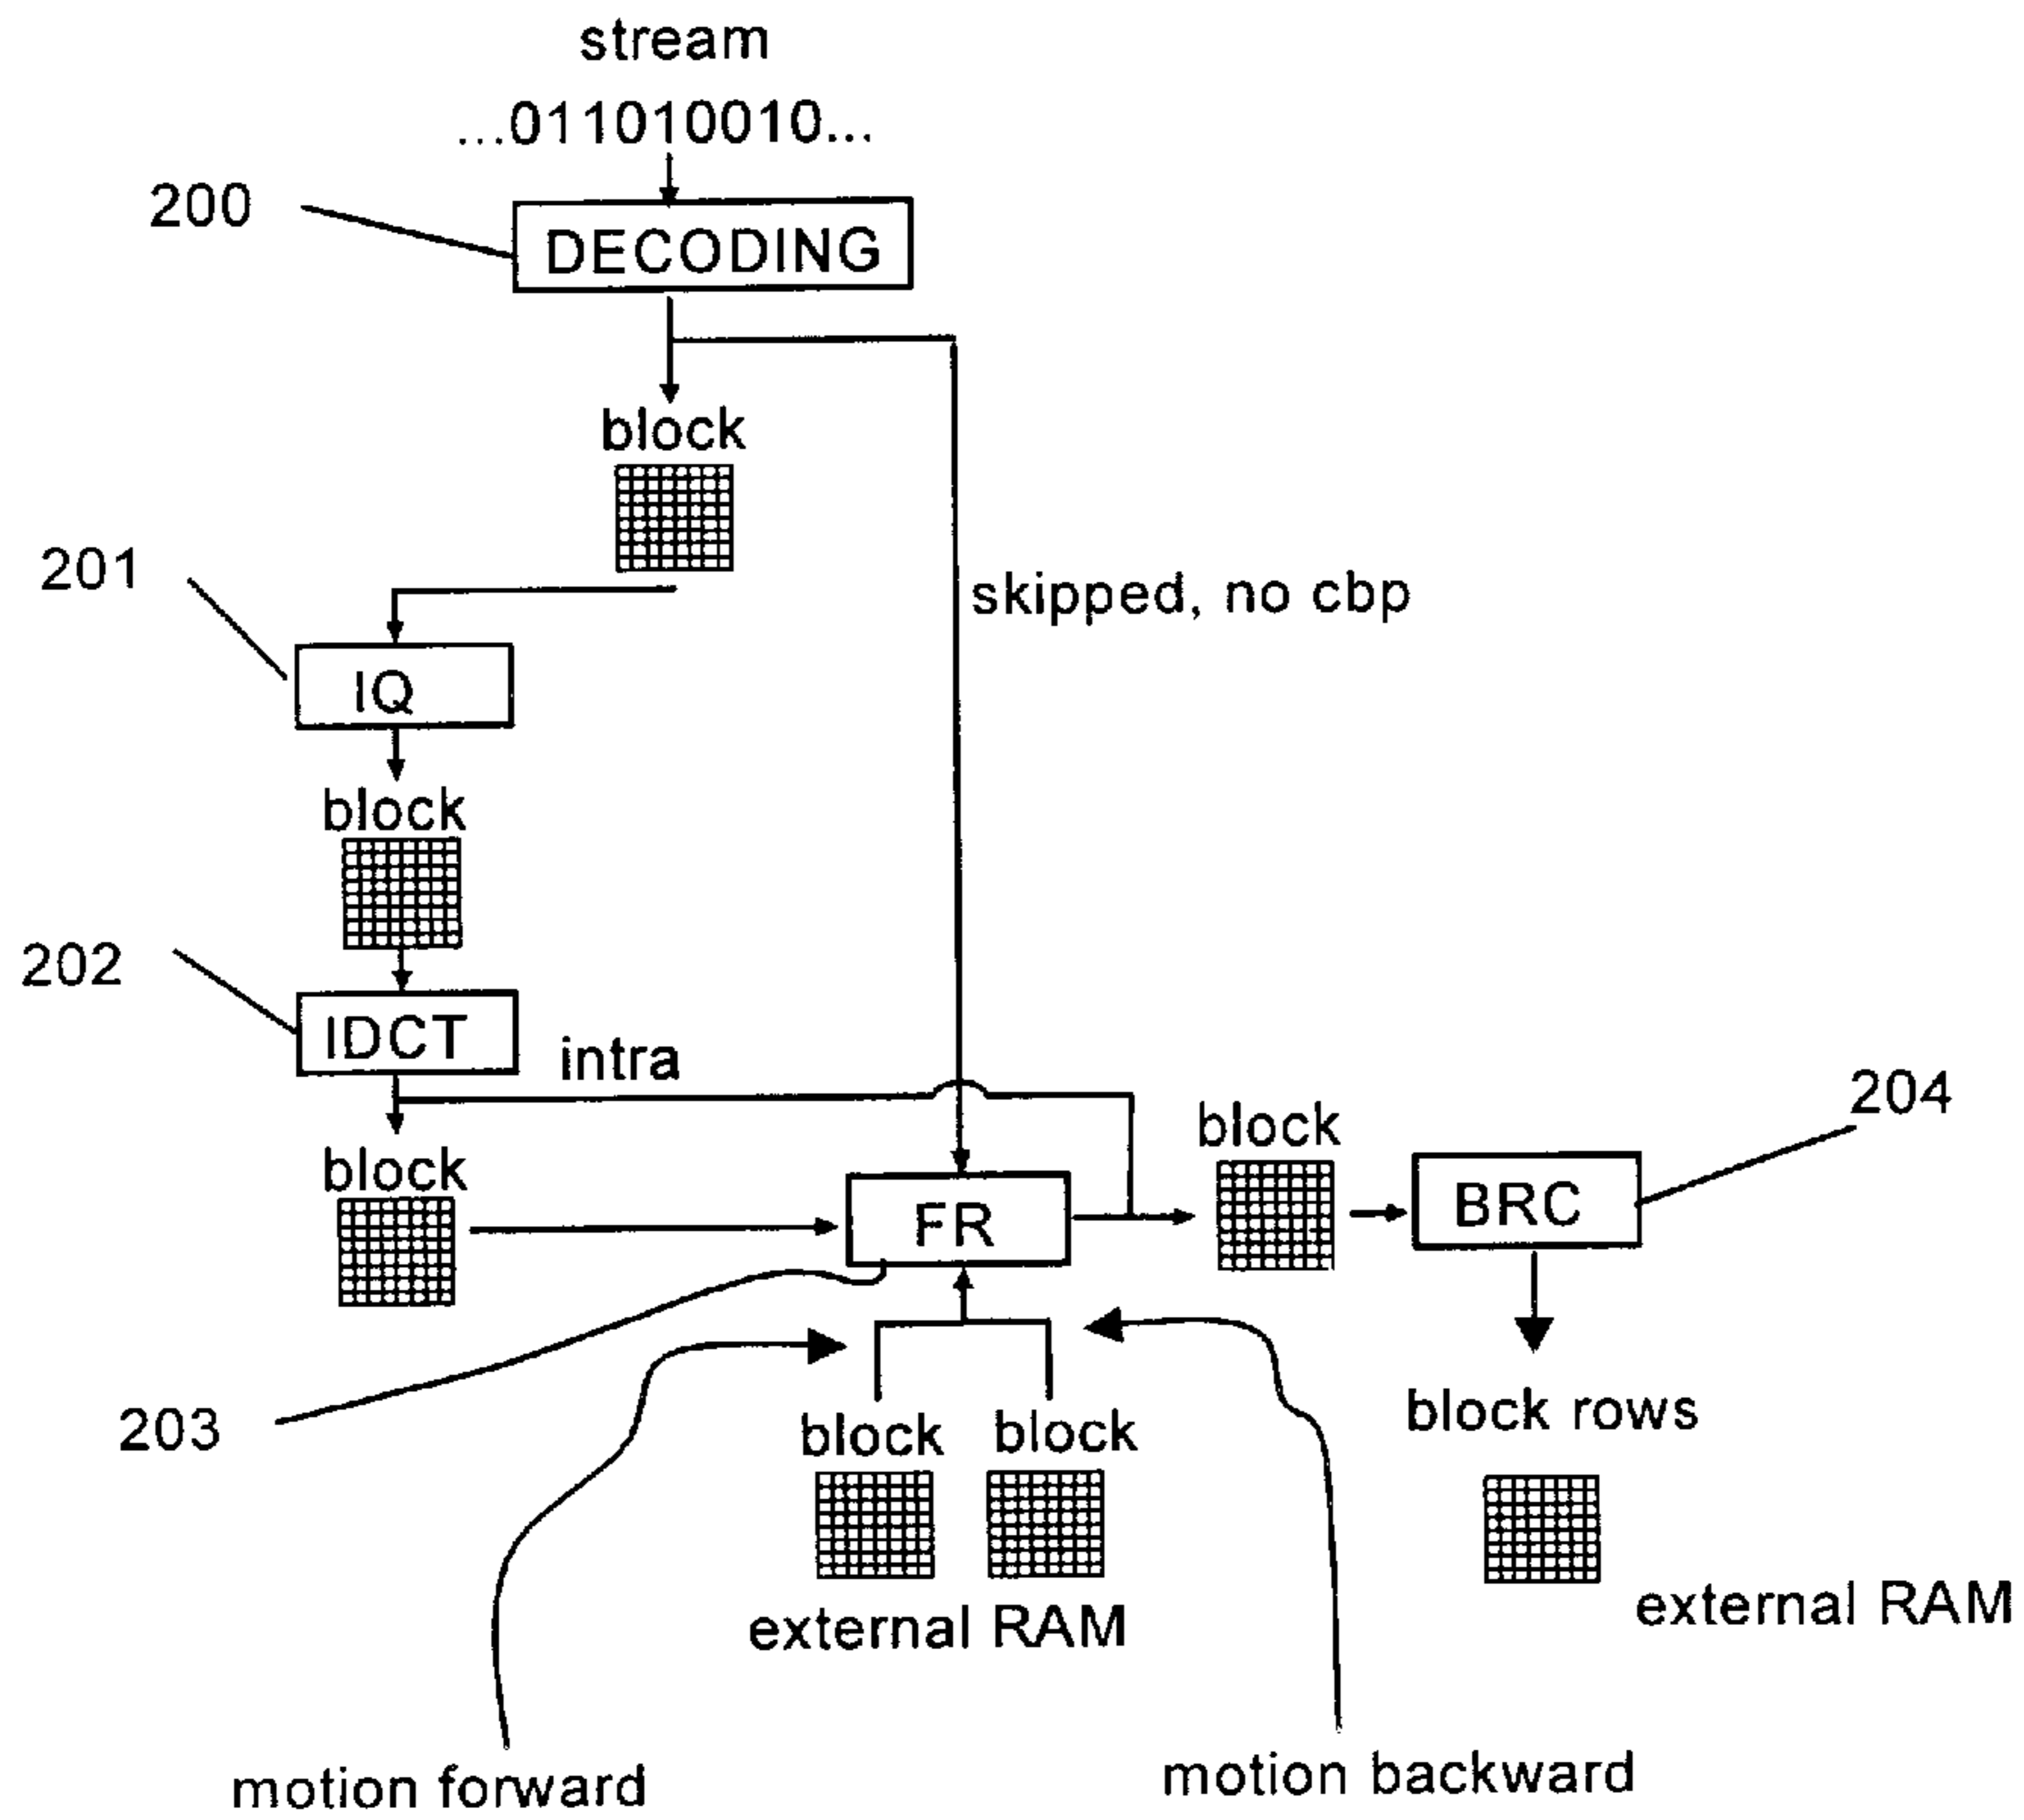 stream
...011010010...
200
DECODING
block
201
skipped, no cbp
IQ
block
202
IDCT
intra
204
block
block
BRC
FR
203
block
block
block rows
external RAM
external RAM
motion forward
motion backward